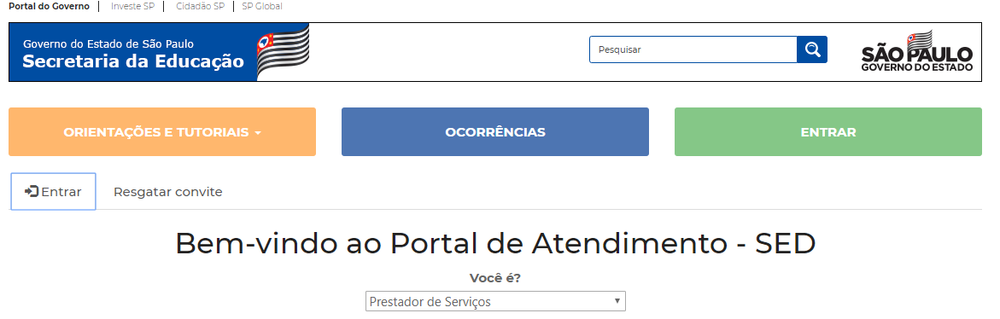 Portal do Governo | Investe SP | Cidadão SP | SP Global
Governo do Estado de São Paulo
Secretaria da Educação
Pesquisar
SÃO PAULO
GOVERNO DO ESTADO
ORIENTAÇÕES E TUTORIAIS
OCORRÊNCIAS
ENTRAR
Entrar
Resgatar convite
Bem-vindo ao Portal de Atendimento - SED
Você é?
Prestador de Serviços